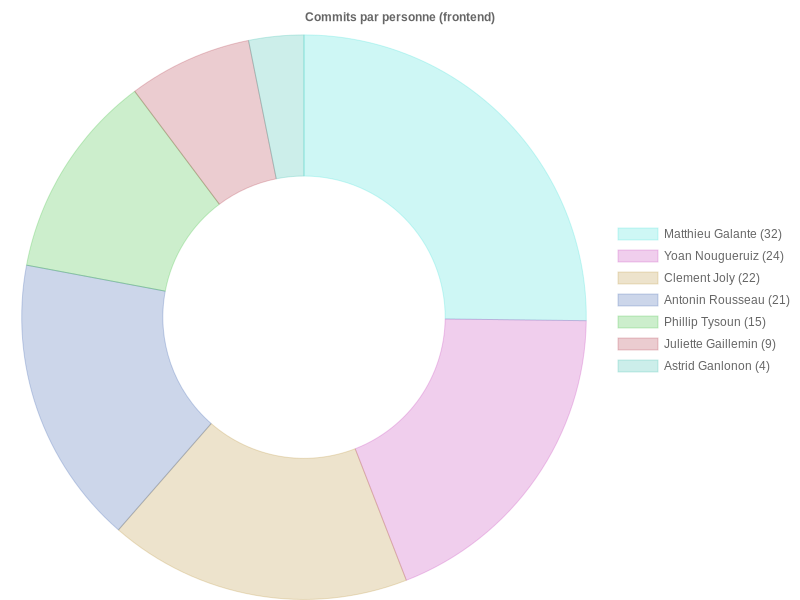 Commits par personne (frontend)
Matthieu Galante (32)
Yoan Nougueruiz (24)
Clement Joly (22)
Antonin Rousseau (21)
Phillip Tysoun (15)
Juliette Gaillemin (9)
Astrid Ganlonon (4)